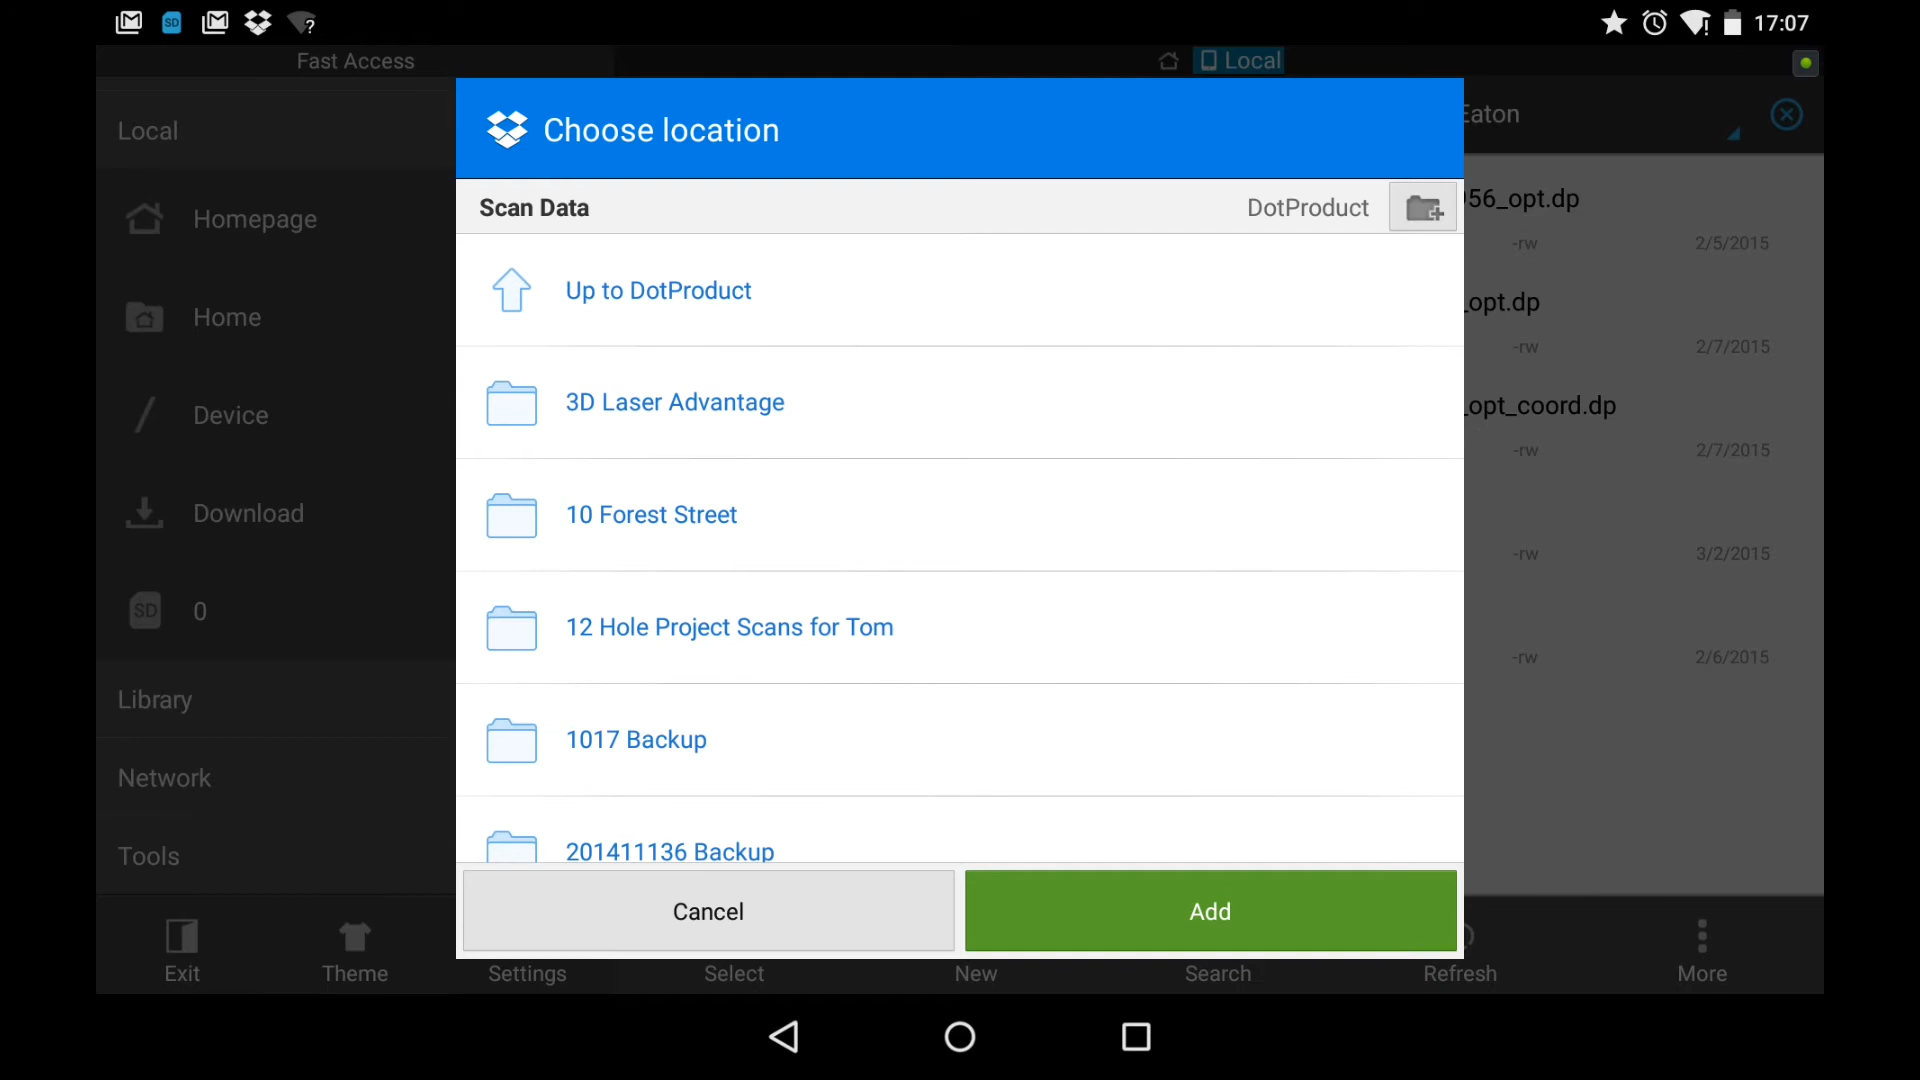 17:07
Fast Access
Local
Local
Homepage
Home
Device
Download
SD
0
Library
Network
Tools
Choose location
Scan Data
DotProduct
Up to DotProduct
3D Laser Advantage
10 Forest Street
12 Hole Project Scans for Tom
1017 Backup
201411136 Backup
Cancel
Add
Eaton
56_opt.dp
-rw 2/5/2015
_opt.dp
-rw 2/7/2015
_opt_coord.dp
-rw 2/7/2015
-rw 3/2/2015
-rw 2/6/2015
Exit
Theme
Settings
Select
New
Search
Refresh
More